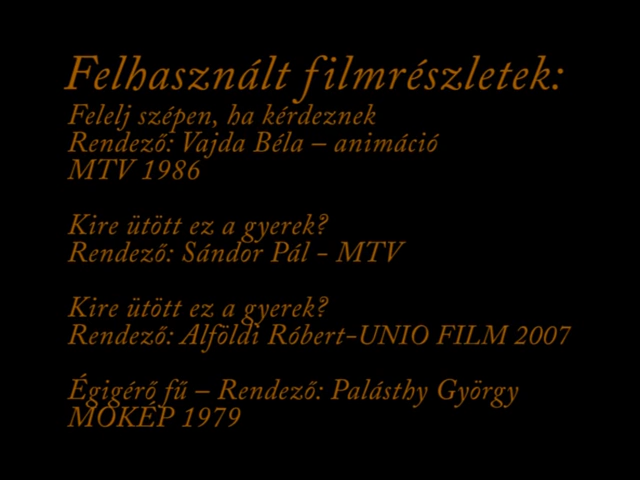 Felhasznált filmrészletek:
Felelj szépen, ha kérdeznek
Rendező: Vajda Béla – animáció
MTV 1986
Kire ütött ez a gyerek?
Rendező: Sándor Pál - MTV
Kire ütött ez a gyerek?
Rendező: Alföldi Róbert-UNIO FILM 2007
Égigérő fű – Rendező: Palásthy György
MOKÉP 1979